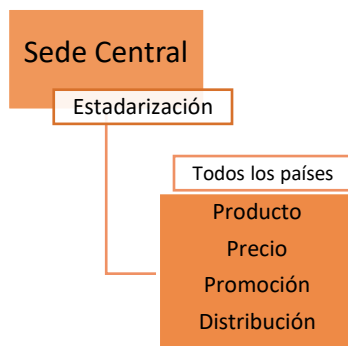 Sede Central
Estadarización
Todos los países
Producto
Precio
Promoción
Distribución